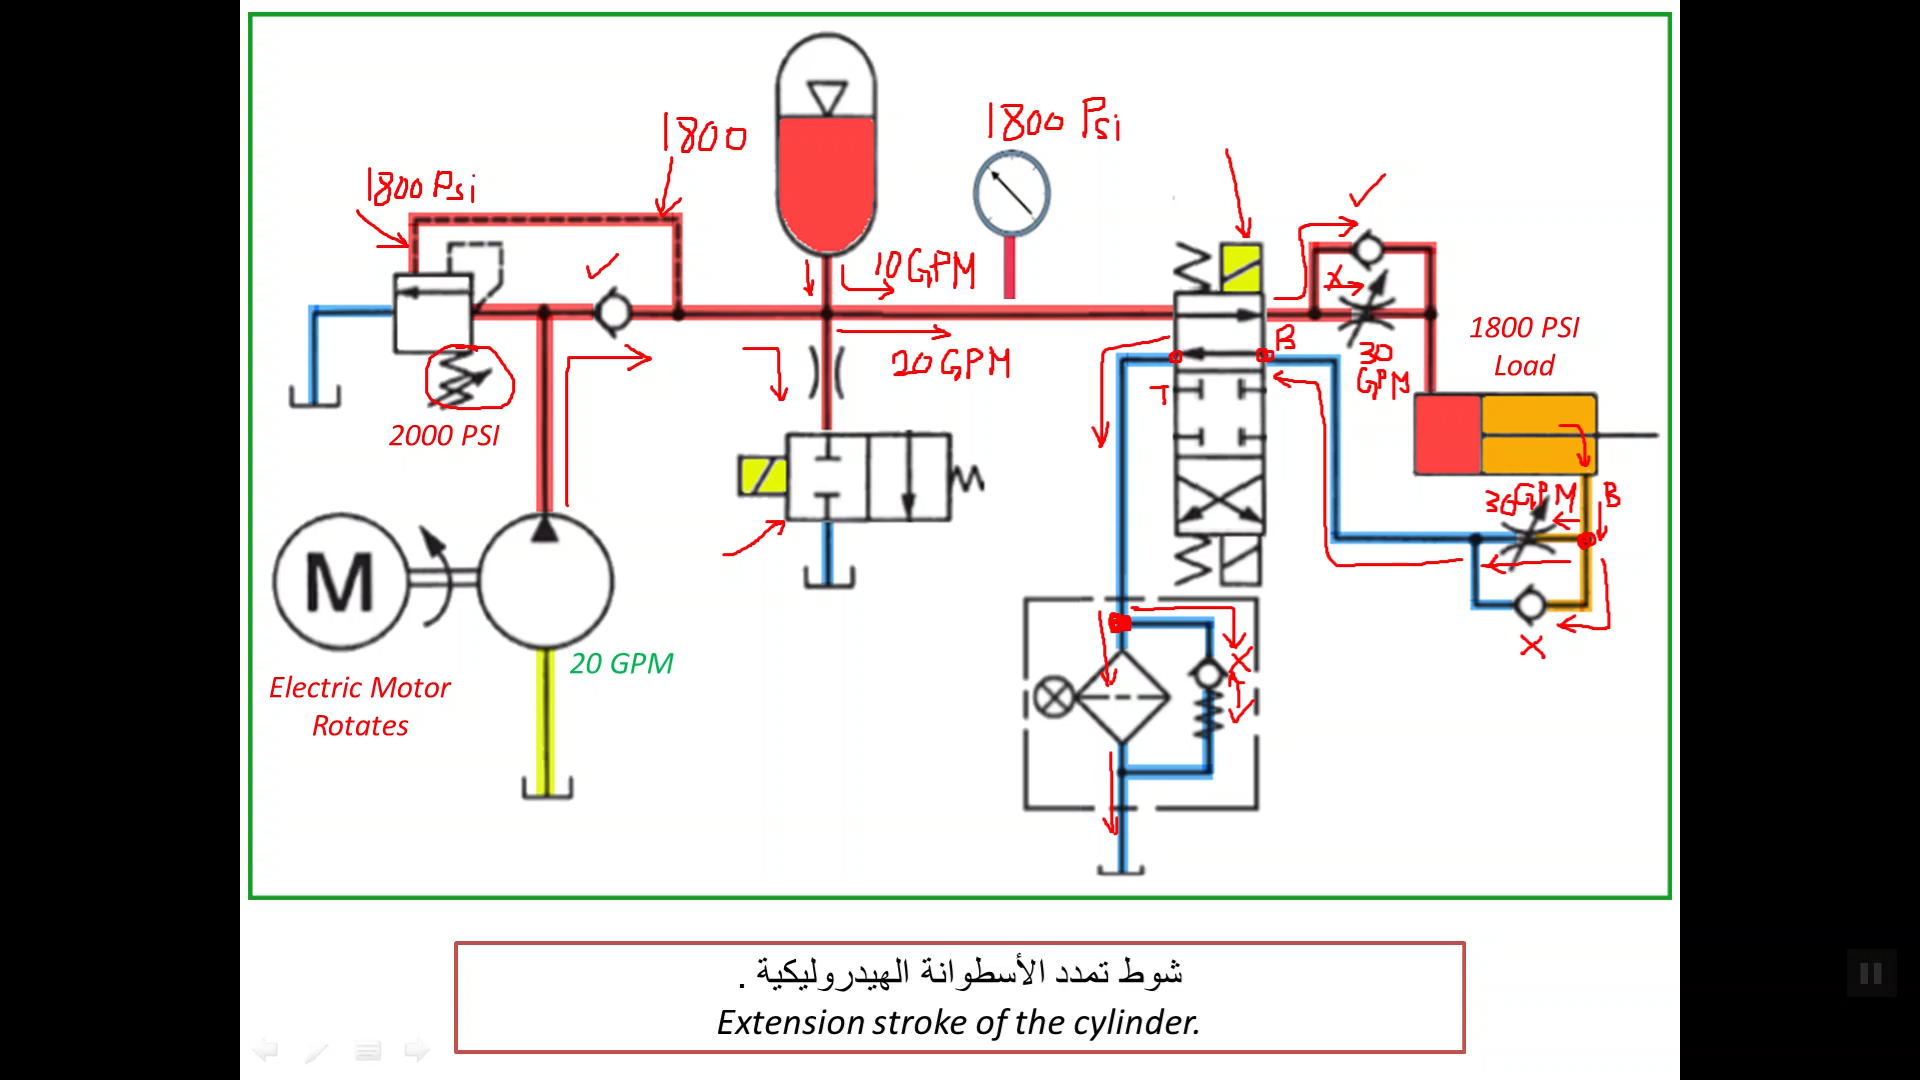 1800 Psi
1800
1800 Psi
10 GPM
20 GPM
2000 PSI
B
T
30
GPM
1800 PSI
Load
30 GPM
B
M
20 GPM
Electric Motor
Rotates
شوط تمدد الأسطوانة الهيدروليكية .
Extension stroke of the cylinder.